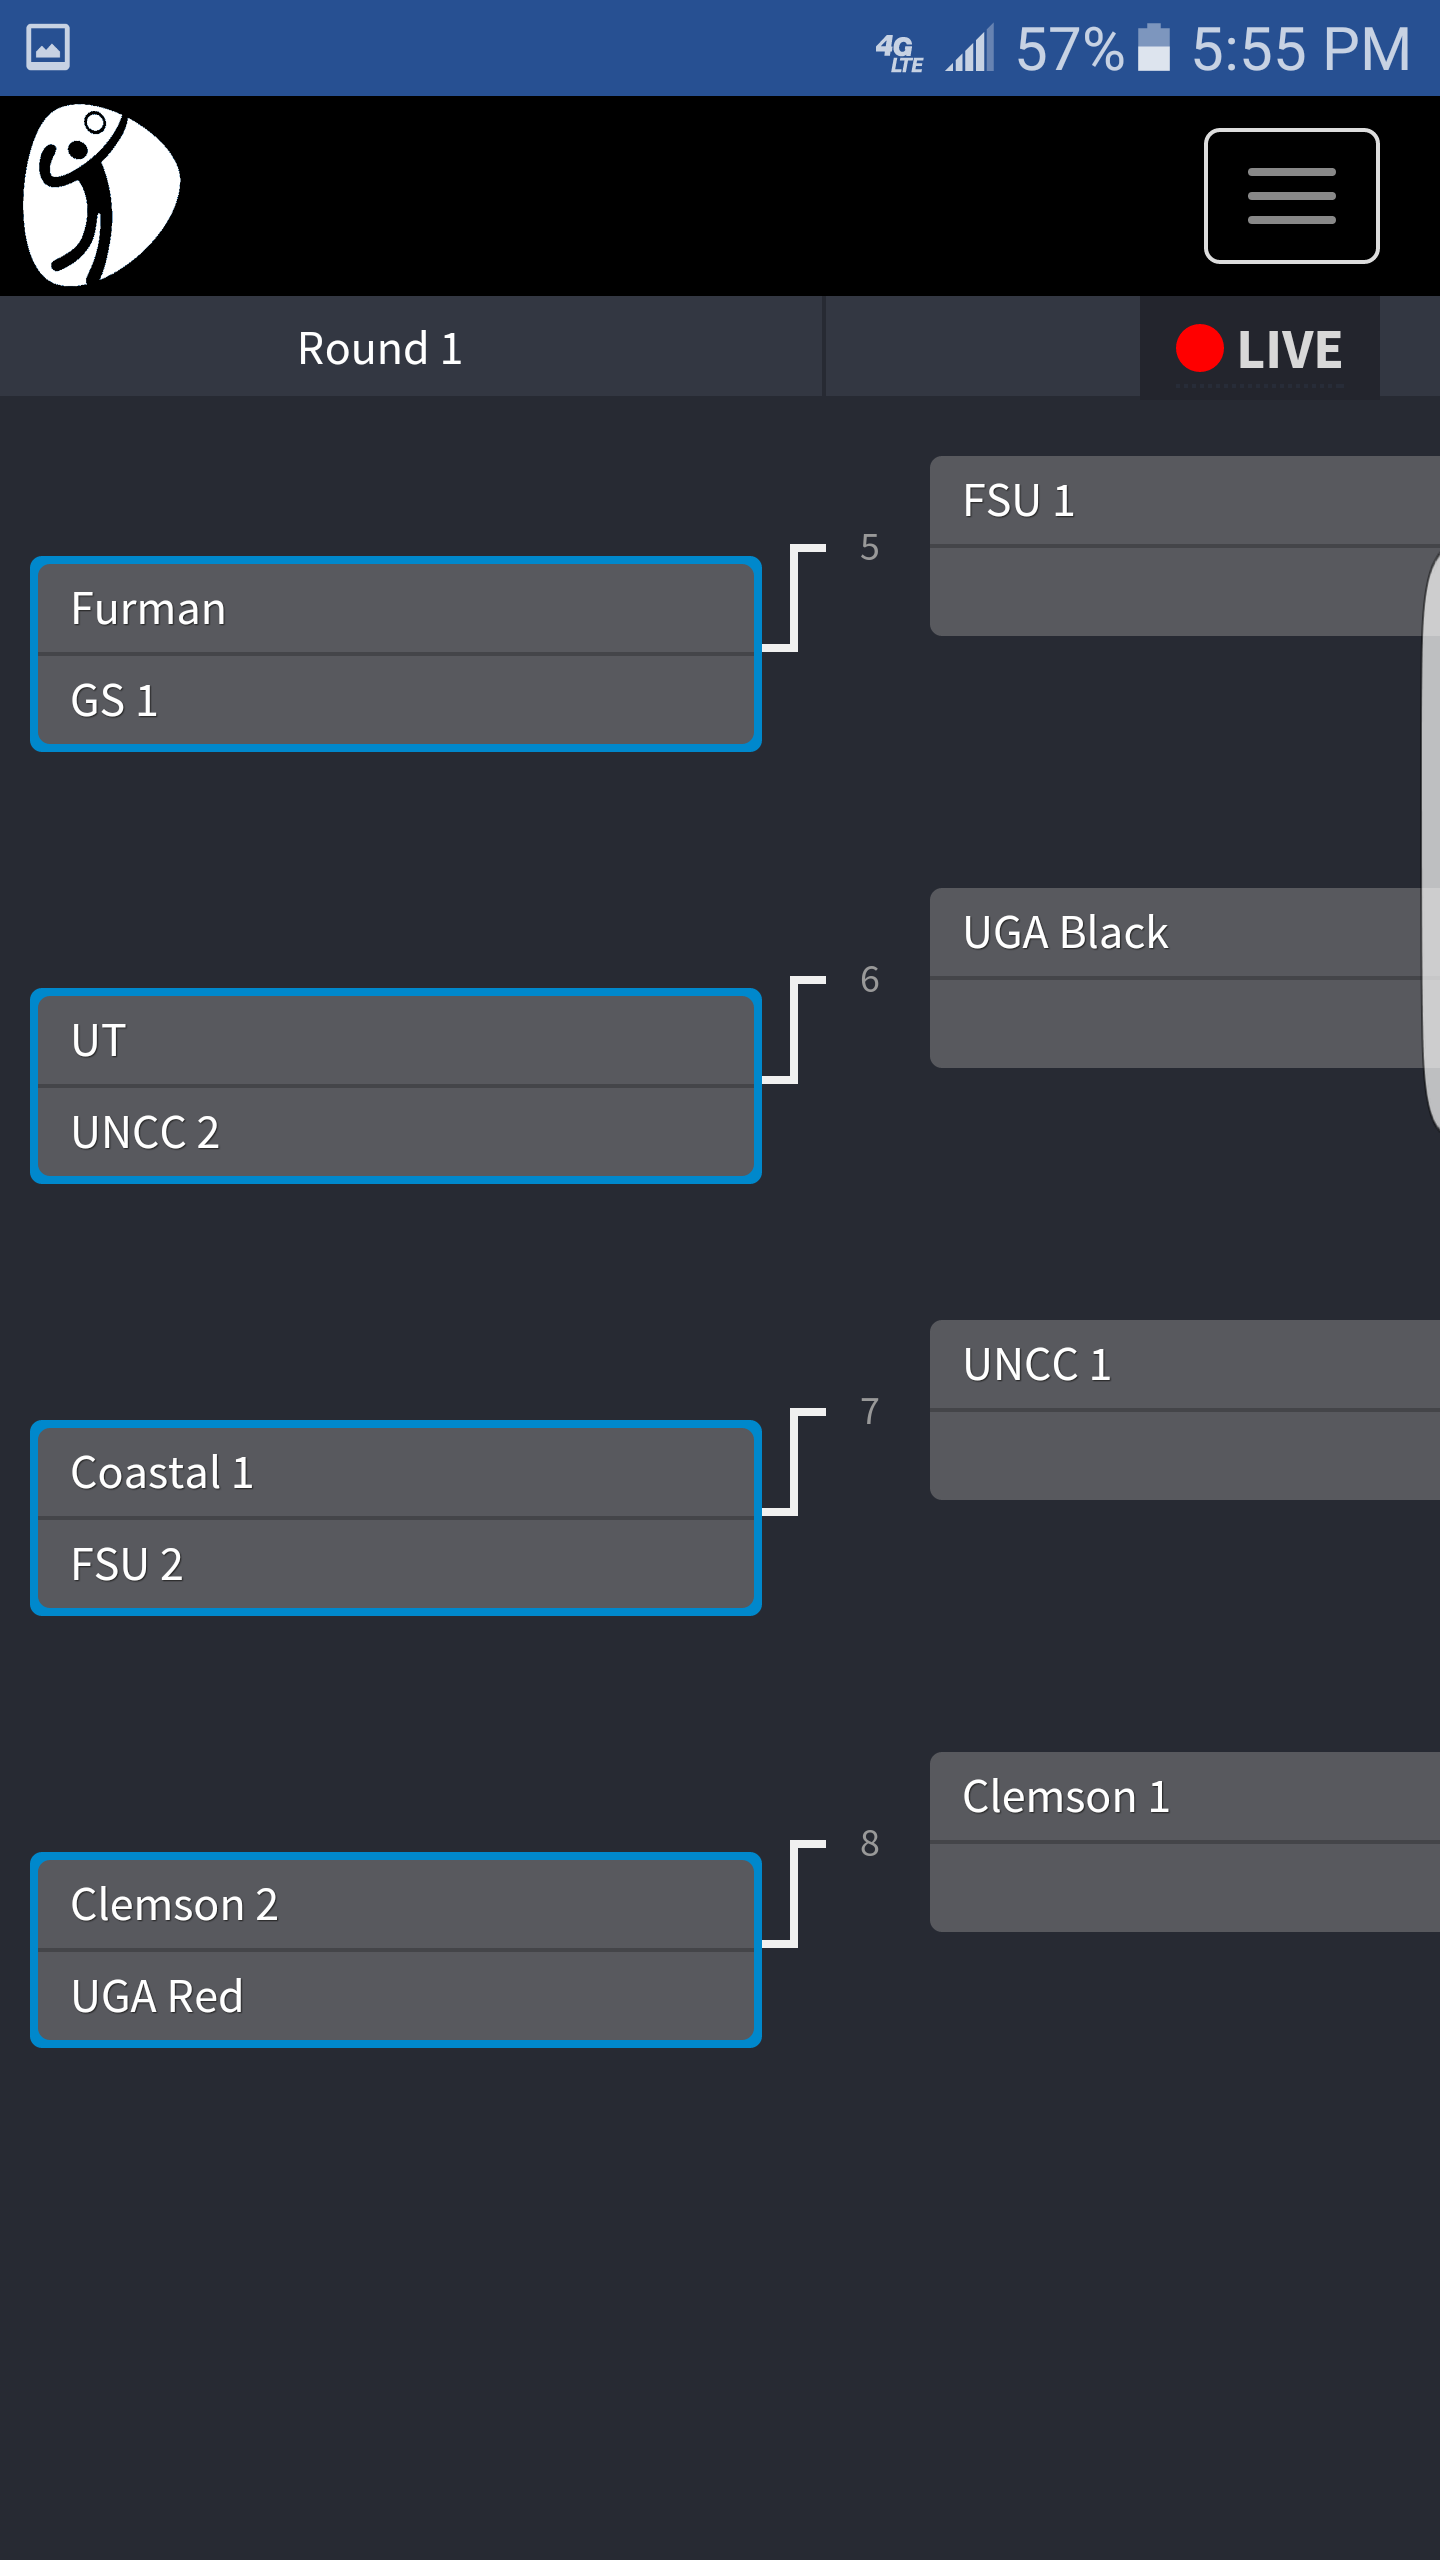 4G LTE 57% 5:55 PM
Round 1
LIVE
FSU 1
5
Furman
GS 1
UGA Black
6
UT
UNCC 2
UNCC 1
7
Coastal 1
FSU 2
Clemson 1
8
Clemson 2
UGA Red